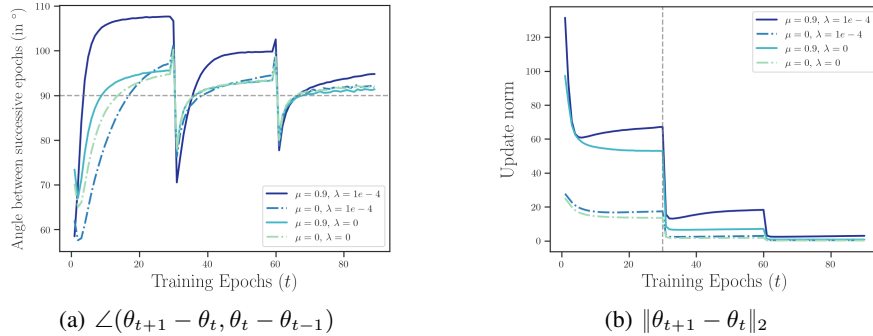 Angle between successive epochs (in °)
110
100
90
80
70
60
μ = 0.9, λ = 1e − 4
μ = 0, λ = 1e − 4
μ = 0.9, λ = 0
μ = 0, λ = 0
0
20
40
60
80
Training Epochs (t)
(a) ∠(θt+1 − θt, θt − θt−1)
Update norm
120
100
80
60
40
20
0
μ = 0.9, λ = 1e − 4
μ = 0, λ = 1e − 4
μ = 0.9, λ = 0
μ = 0, λ = 0
0
20
40
60
80
Training Epochs (t)
(b) ‖θt+1 − θt‖2